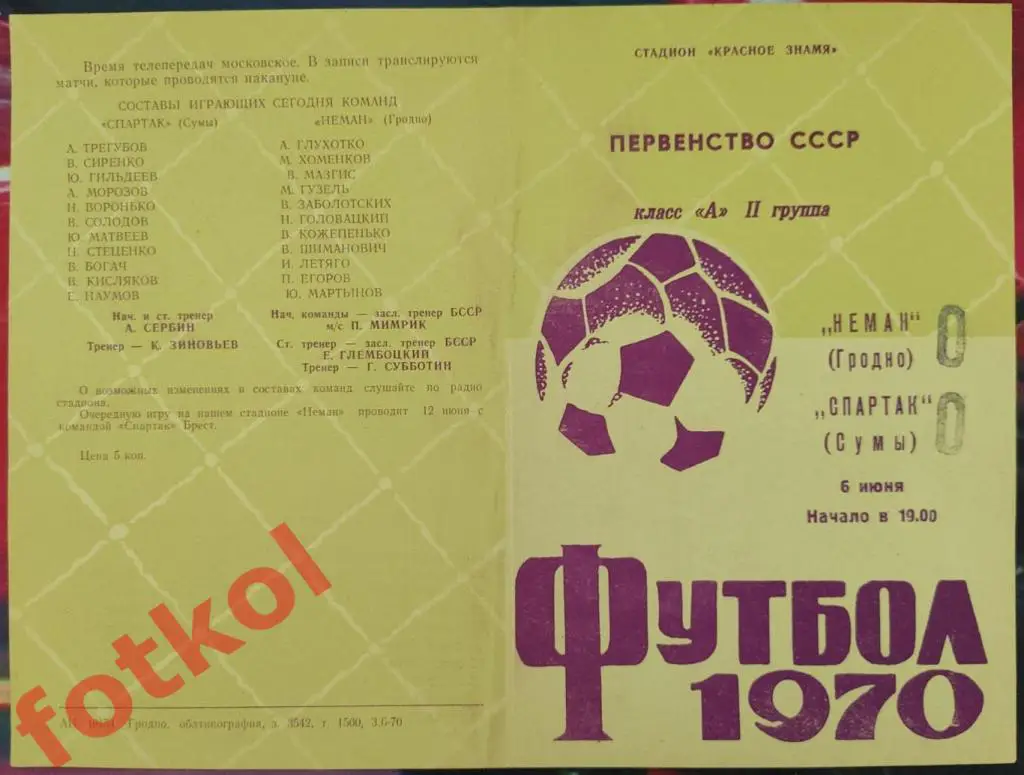 Время телепередач московское. В записи транслируются
матчи, которые проводятся накануне.
СОСТАВЫ ИГРАЮЩИХ СЕГОДНЯ КОМАНД
«СПАРТАК» (Сумы)
А. ТРЕГУБОВ
В. СИРЕНКО
Ю. ГИЛЬДЕЕВ
А. МОРОЗОВ
Н. ВОРОНЬКО
В. СОЛОДОВ
Ю. МАТВЕЕВ
Н. СТЕЦЕНКО
В. БОГАЧ
В. КИСЛЯКОВ
Е. НАУМОВ
Нач. и ст. тренер
А. СЕРБИН
Тренер — К. ЗИНОВЬЕВ
«НЕМАН» (Гродно)
А. ГЛУХОТКО
М. ХОМЕНКОВ
В. МАЗГИС
М. ГУЗЕЛЬ
В. ЗАБОЛОТСКИХ
Н. ГОЛОВАЦКИЙ
В. КОЖЕПЕНЬКО
В. ШИМАНОВИЧ
И. ЛЕТЯГО
П. ЕГОРОВ
Ю. МАРТЫНОВ
Нач. команды — засл. тренер БССР
м/с П. МИМРИК
Ст. тренер — засл. тренер БССР
Е. ГЛЕМБОЦКИЙ
Тренер — Г. СУББОТИН
О возможных изменениях в составах команд слушайте по радио
стадиона.
Очередную игру на нашем стадионе «Неман» проводит 12 июня с
командой «Спартак» Брест.
Цена 5 коп.
Гродно, облтипография, з. 3542, т. 1500, 3.6-70
fotkol
СТАДИОН «КРАСНОЕ ЗНАМЯ»
ПЕРВЕНСТВО СССР
класс «А» II группа
„НЕМАН" 0
(Гродно)
„СПАРТАК" 0
(Сумы)
6 июня
Начало в 19.00
ФУТБОЛ
1970